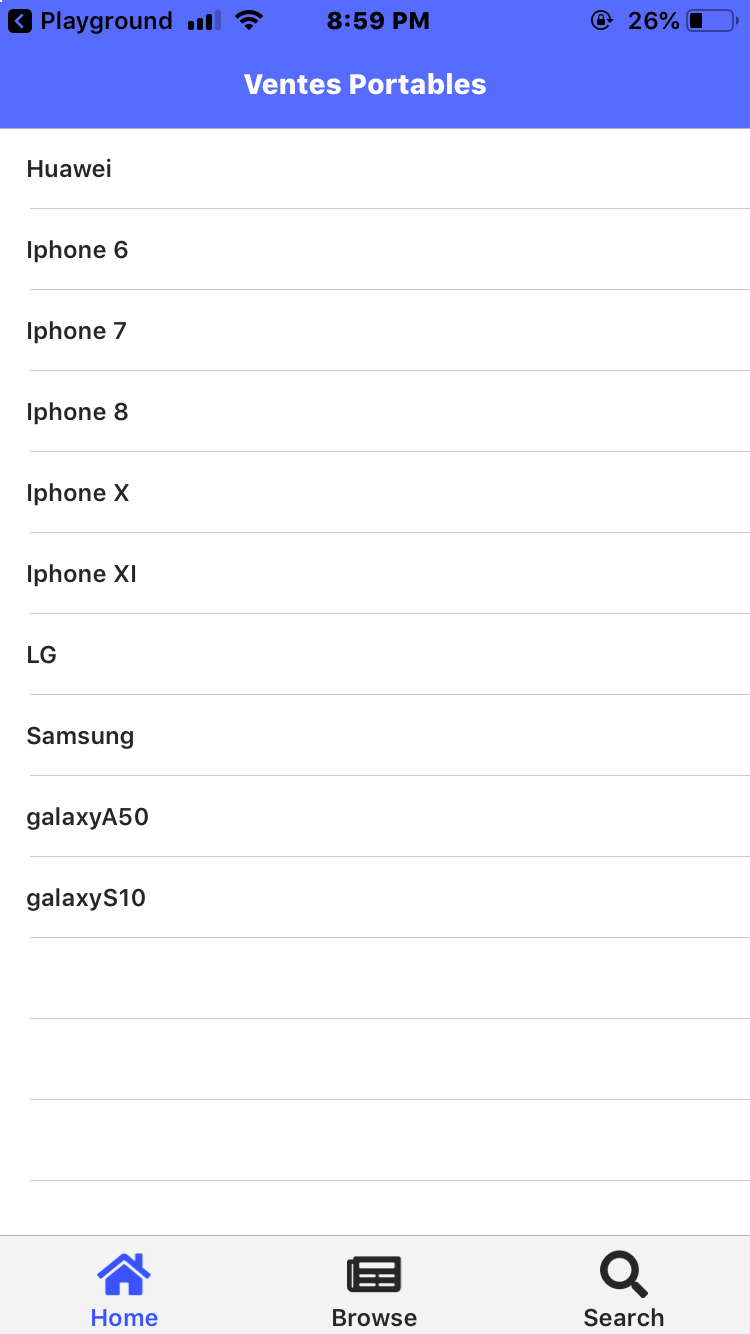 Playground 8:59 PM 26%
Ventes Portables
Huawei
Iphone 6
Iphone 7
Iphone 8
Iphone X
Iphone XI
LG
Samsung
galaxyA50
galaxyS10
Home Browse Search